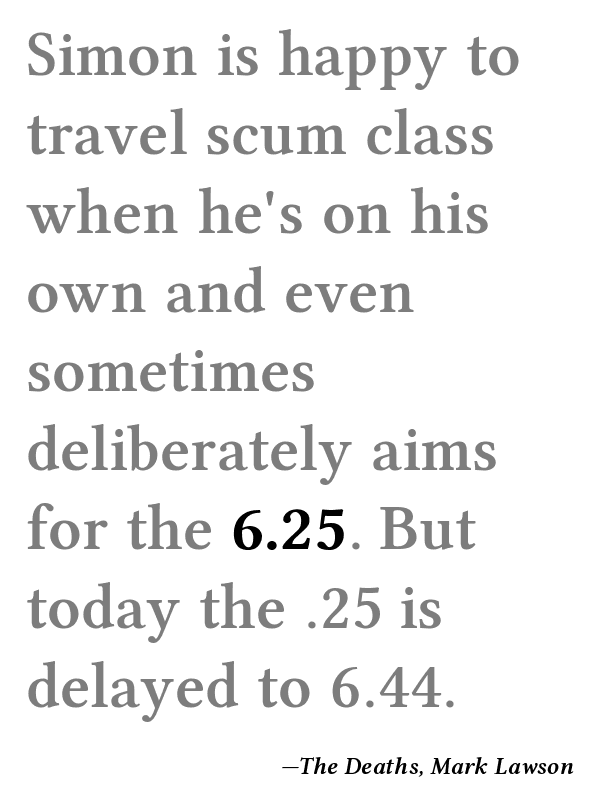 Simon is happy to
travel scum class
when he's on his
own and even
sometimes
deliberately aims
for the 6.25. But
today the .25 is
delayed to 6.44.
—The Deaths, Mark Lawson